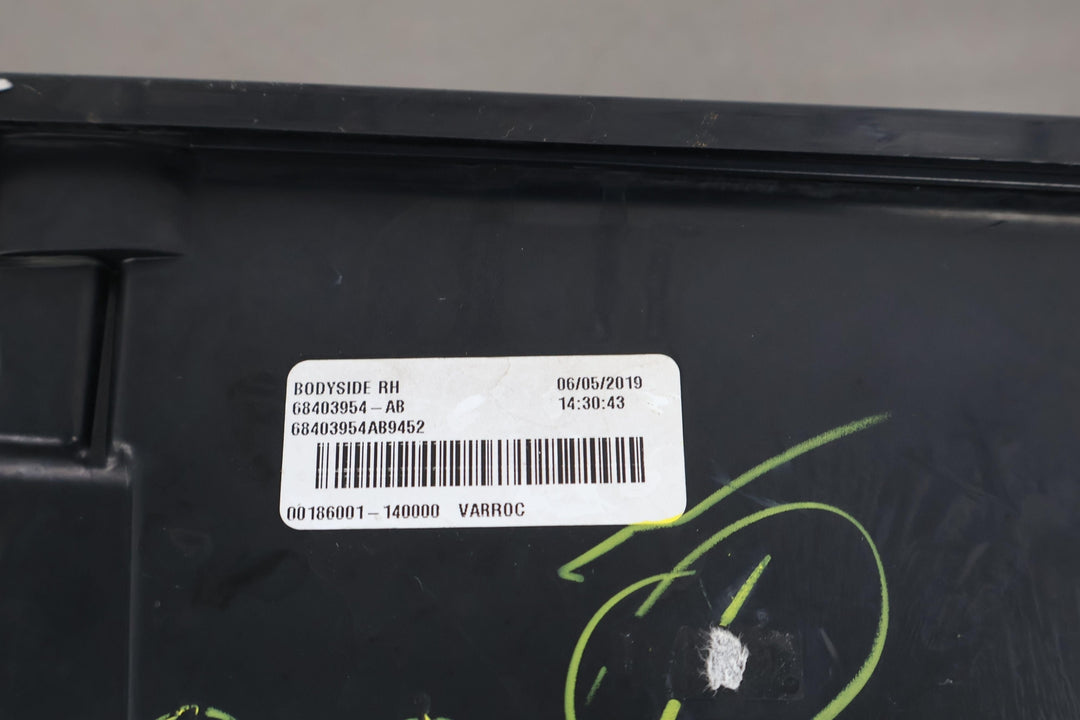 BODYSIDE RH 06/05/2019
68403954-AB 14:30:43
68403954AB9452
00186001-140000 VARROC